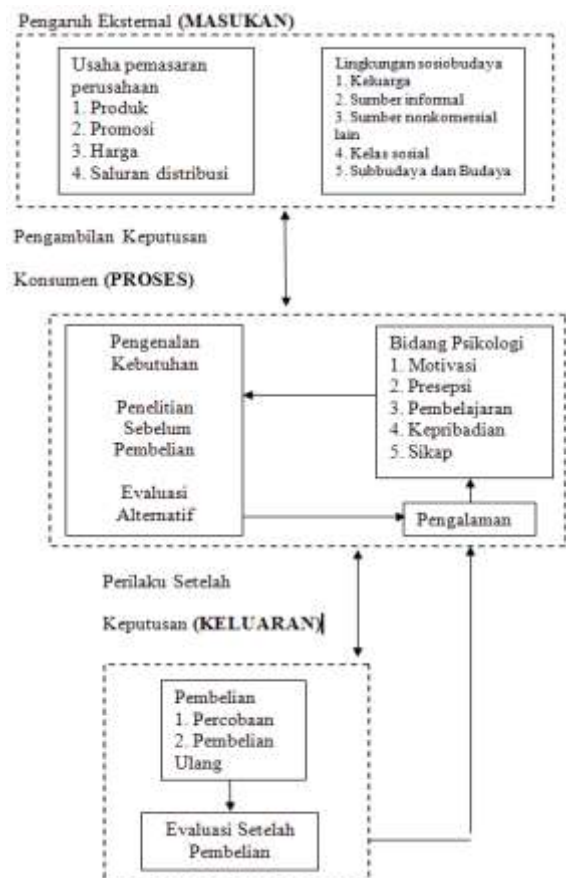 Pengaruh Eksternal (MASUKAN)
Usaha pemasaran
perusahaan
1. Produk
2. Promosi
3. Harga
4. Saluran distribusi
Lingkungan sosiobudaya
1. Keluarga
2. Sumber informal
3. Sumber nonkomersial
lain
4. Kelas sosial
5. Subbudaya dan Budaya
Pengambilan Keputusan
Konsumen (PROSES)
Pengenalan
Kebutuhan
Penelitian
Sebelum
Pembelian
Evaluasi
Alternatif
Bidang Psikologi
1. Motivasi
2. Presepsi
3. Pembelajaran
4. Kepribadian
5. Sikap
Pengalaman
Perilaku Setelah
Keputusan (KELUARAN)
Pembelian
1. Percobaan
2. Pembelian
Ulang
Evaluasi Setelah
Pembelian